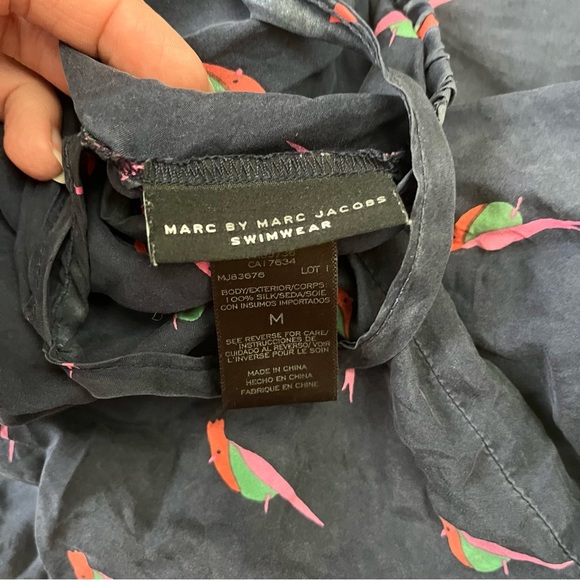 MARC BY MARC JACOBS
SWIMWEAR
CA17634
MJ83676 LOT 1
BODY/EXTERIOR/CORPS:
100% SILK/SEDA/SOIE
CON INSUMOS IMPORTADOS
M
SEE REVERSE FOR CARE/
INSTRUCCIONES DE
CUIDADO AL REVERSO/ VOIR
L'INVERSE POUR LE SOIN
MADE IN CHINA
HECHO EN CHINA
FABRIQUE EN CHINE